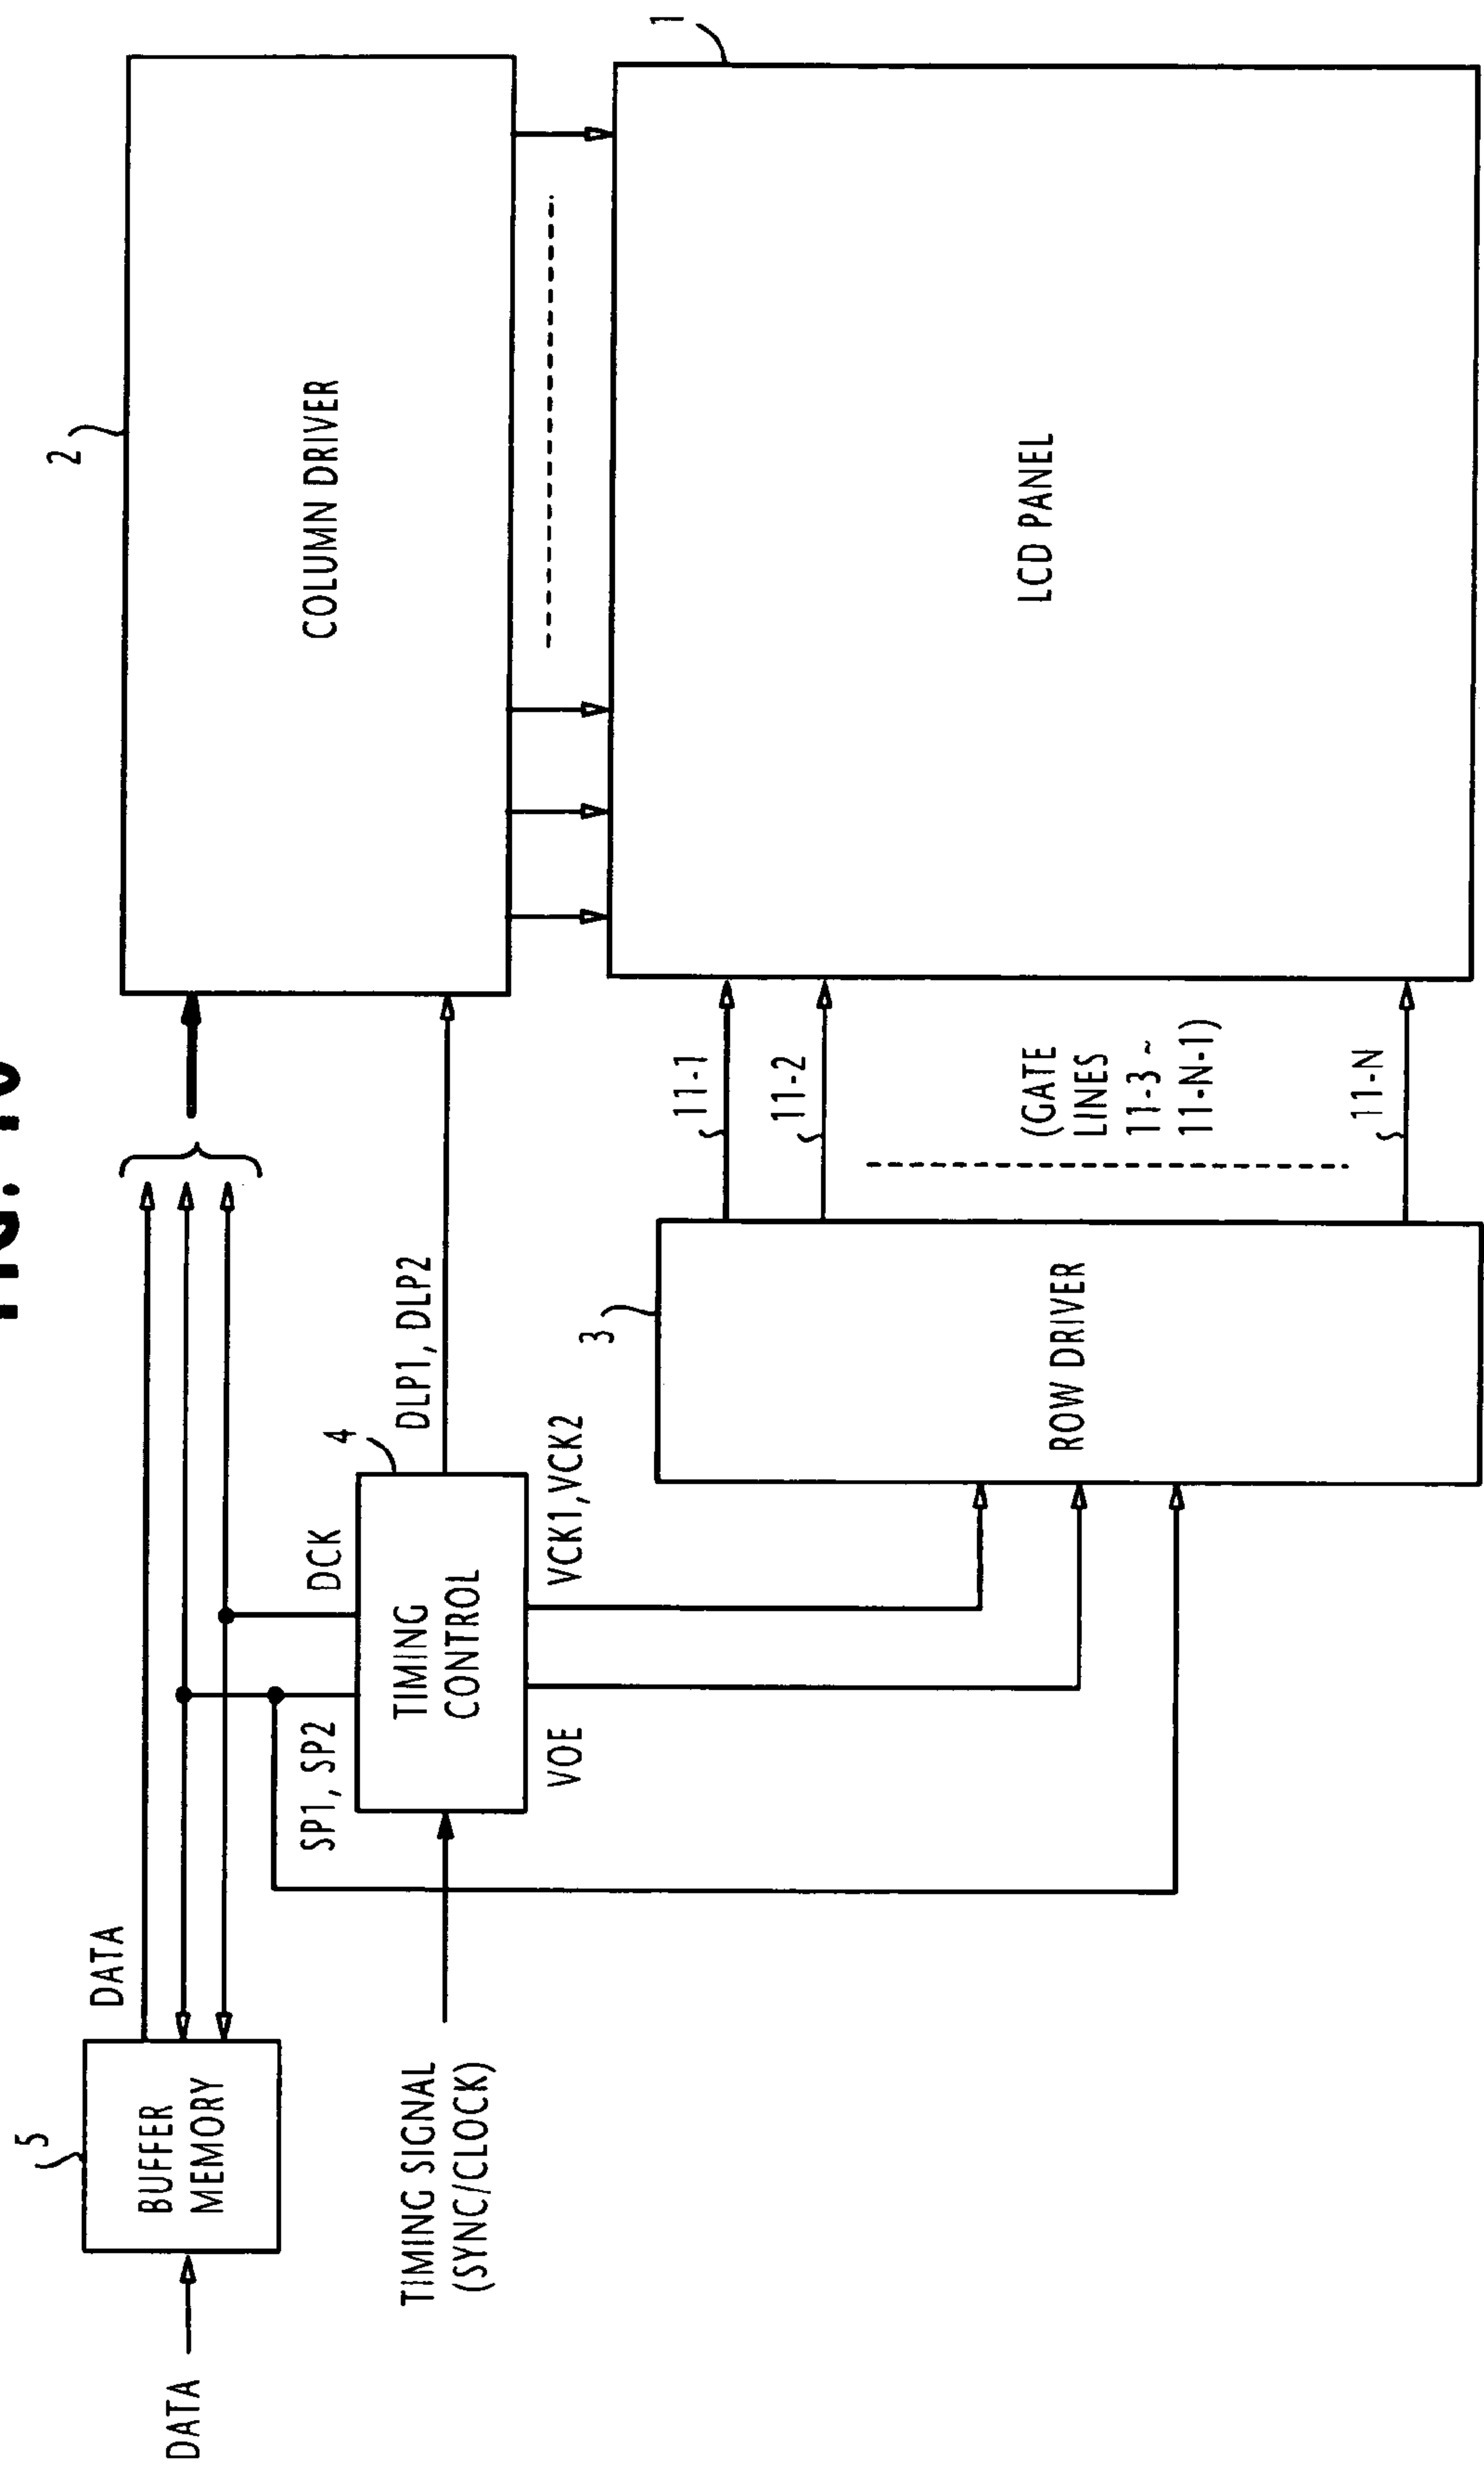 FIG. 10
DATA
5
BUFFER
MEMORY
DATA
TIMING SIGNAL
(SYNC/CLOCK)
SP1, SP2
DCK
4
TIMING
CONTROL
DLP1, DLP2
VOE
VCK1,VCK2
2
COLUMN DRIVER
3
ROW DRIVER
11-1
11-2
(GATE
LINES
11-3 ~
11-N-1)
11-N
1
LCD PANEL